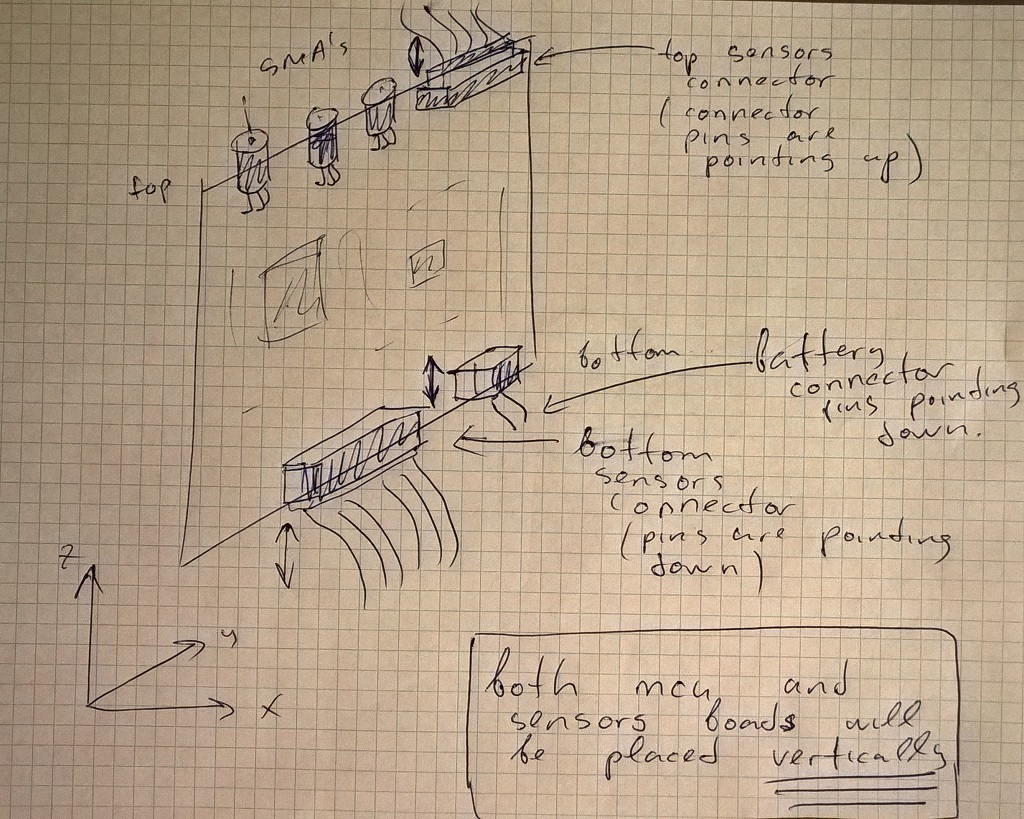 SMA's
top sensors
connector
(connector
pins are
pointing up)
top
bottom
battery
connector
pins pointing
down.
bottom
sensors
connector
(pins are pointing
down)
z
y
x
both mcu and
sensors boads will
be placed vertically